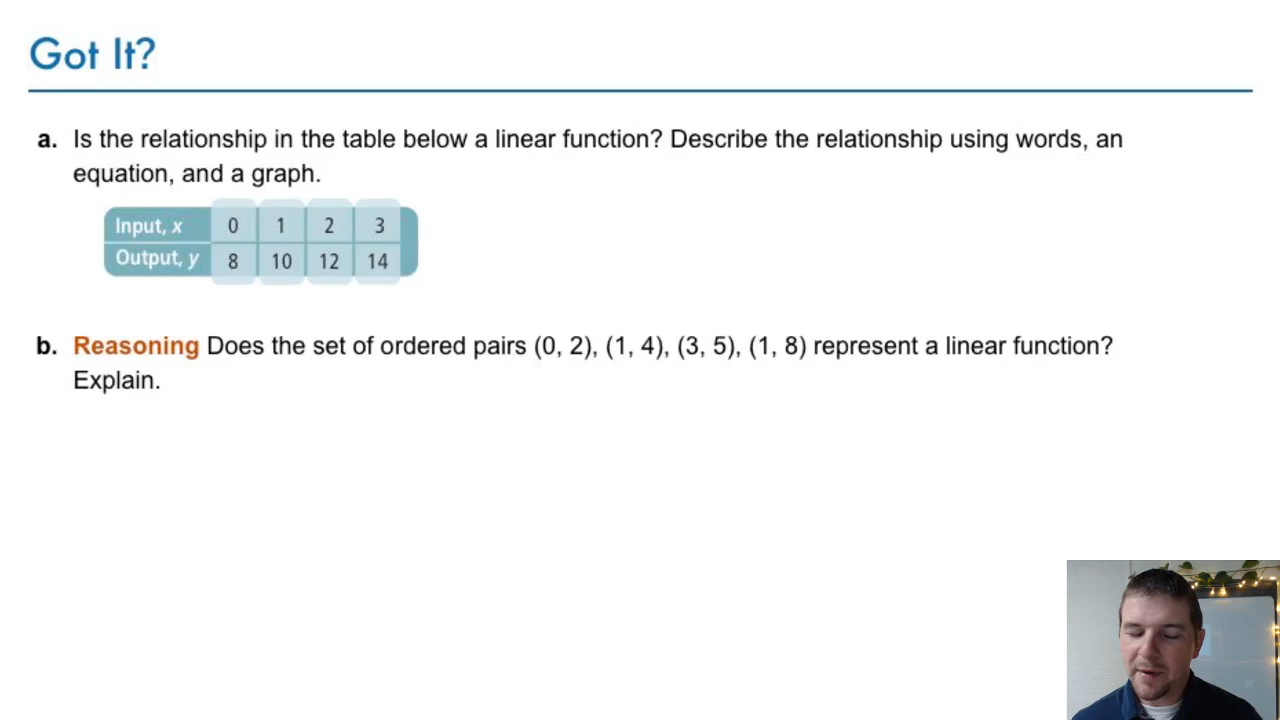 Got It?
a. Is the relationship in the table below a linear function? Describe the relationship using words, an
equation, and a graph.
Input, x 0 1 2 3
Output, y 8 10 12 14
b. Reasoning Does the set of ordered pairs (0, 2), (1, 4), (3, 5), (1, 8) represent a linear function?
Explain.